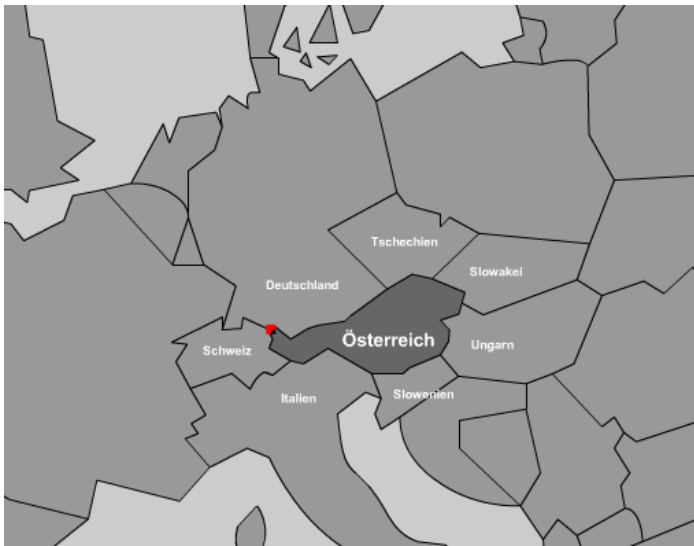 Tschechien
Slowakei
Deutschland
Österreich
Ungarn
Schweiz
Slowenien
Italien